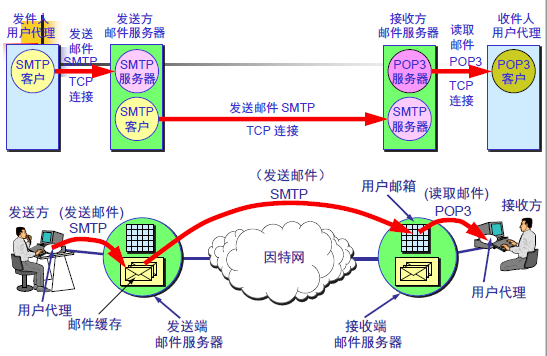 发件人
用户代理
发送
邮件
SMTP
TCP
连接
发送方
邮件服务器
接收方
邮件服务器
读取
邮件
POP3
TCP
连接
收件人
用户代理
SMTP
客户
SMTP
服务器
SMTP
客户
发送邮件 SMTP
TCP 连接
POP3
服务器
SMTP
服务器
POP3
客户
发送方
(发送邮件)
SMTP
（发送邮件）
SMTP
用户邮箱
(读取邮件)
POP3
接收方
因特网
用户代理
邮件缓存
发送端
邮件服务器
接收端
邮件服务器
用户代理